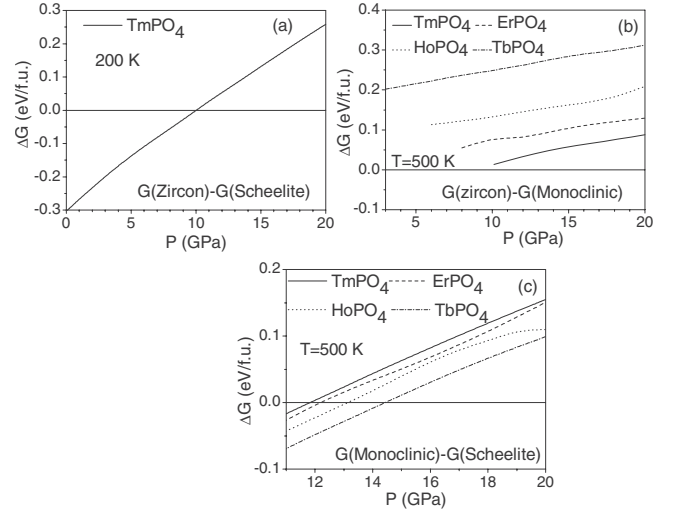 (a)
TmPO4
200 K
0.3
0.2
0.1
0.0
-0.1
-0.2
-0.3
ΔG (eV/f.u.)
G(Zircon)-G(Scheelite)
0 5 10 15 20
P (GPa)
TmPO4 ErPO4 (b)
HoPO4 TbPO4
0.4
0.3
0.2
0.1
0.0
-0.1
ΔG (eV/f.u.)
T=500 K
G(zircon)-G(Monoclinic)
5 10 15 20
P (GPa)
(c)
TmPO4 ErPO4
HoPO4 TbPO4
T=500 K
0.2
0.1
0.0
-0.1
ΔG (eV/f.u.)
G(Monoclinic)-G(Scheelite)
12 14 16 18 20
P (GPa)